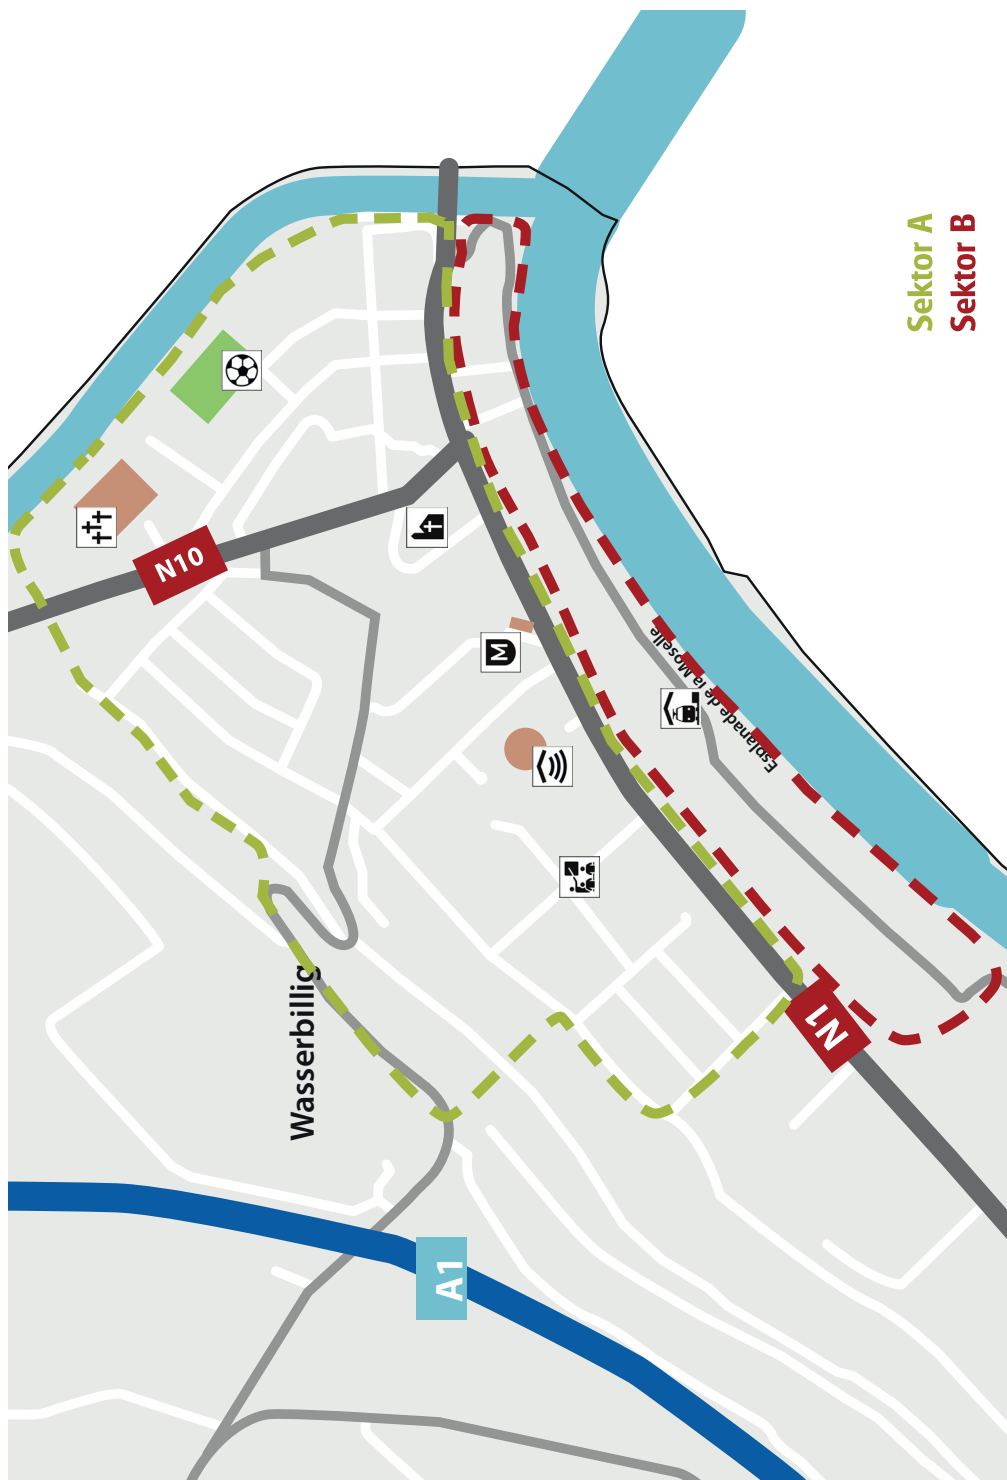 Sektor A
Sektor B
N10
M
Esplanade de la Moselle
Wasserbillig
N1
A1